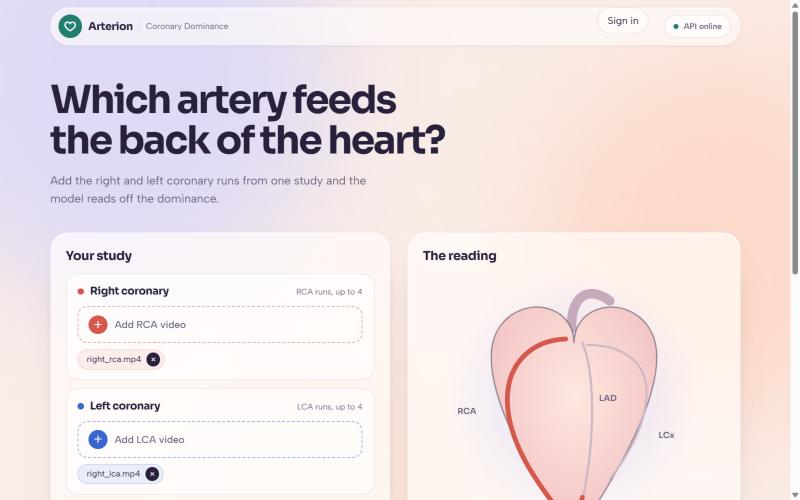 Arterion
Coronary Dominance
Sign in
API online
Which artery feeds
the back of the heart?
Add the right and left coronary runs from one study and the
model reads off the dominance.
Your study
Right coronary
RCA runs, up to 4
Add RCA video
right_rca.mp4
Left coronary
LCA runs, up to 4
Add LCA video
right_lca.mp4
The reading
RCA
LAD
LCx